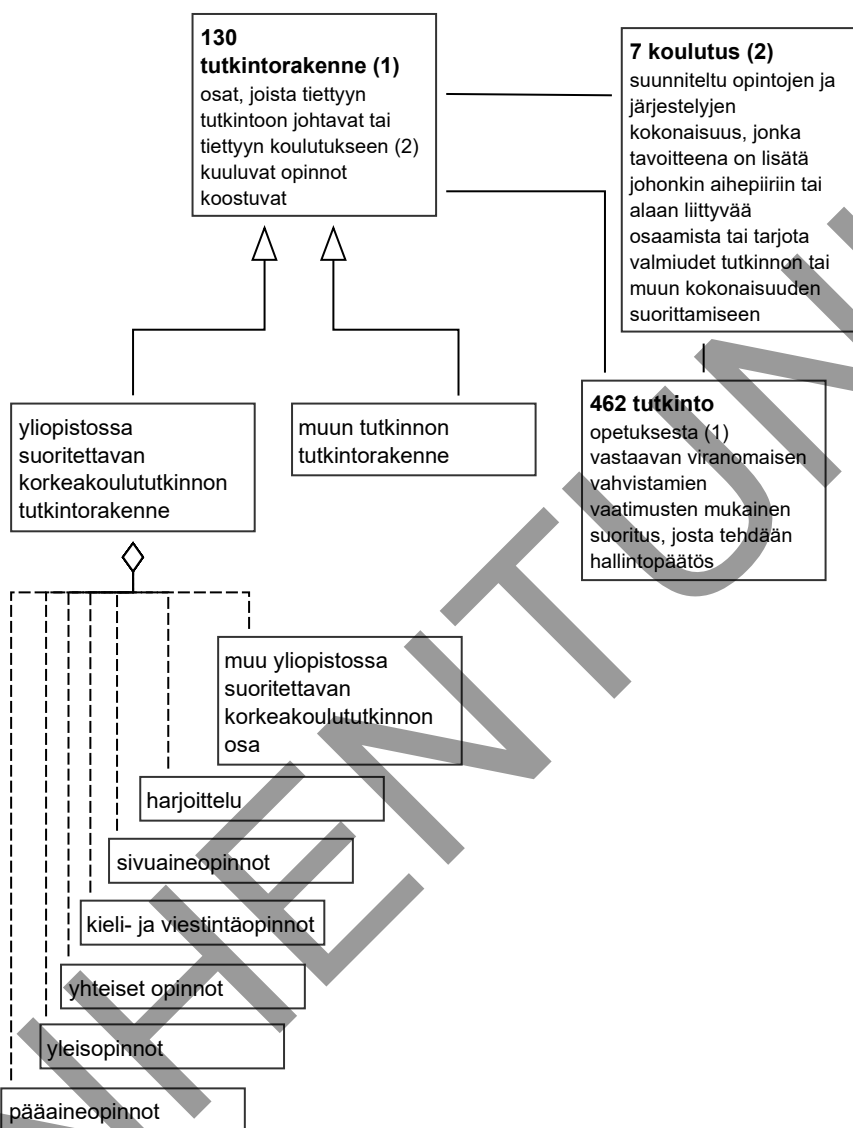 130
tutkintorakenne (1)
osat, joista tiettyyn
tutkintoon johtavat tai
tiettyyn koulutukseen (2)
kuuluvat opinnot
koostuvat
7 koulutus (2)
suunniteltu opintojen ja
järjestelyjen
kokonaisuus, jonka
tavoitteena on lisätä
johonkin aihepiiriin tai
alaan liittyvää
osaamista tai tarjota
valmiudet tutkinnon tai
muun kokonaisuuden
suorittamiseen
462 tutkinto
opetuksesta (1)
vastaavan viranomaisen
vahvistamien
vaatimusten mukainen
suoritus, josta tehdään
hallintopäätös
yliopistossa
suoritettavan
korkeakoulututkinnon
tutkintorakenne
muun tutkinnon
tutkintorakenne
muu yliopistossa
suoritettavan
korkeakoulututkinnon
osa
harjoittelu
sivuaineopinnot
kieli- ja viestintäopinnot
yhteiset opinnot
yleisopinnot
pääaineopinnot